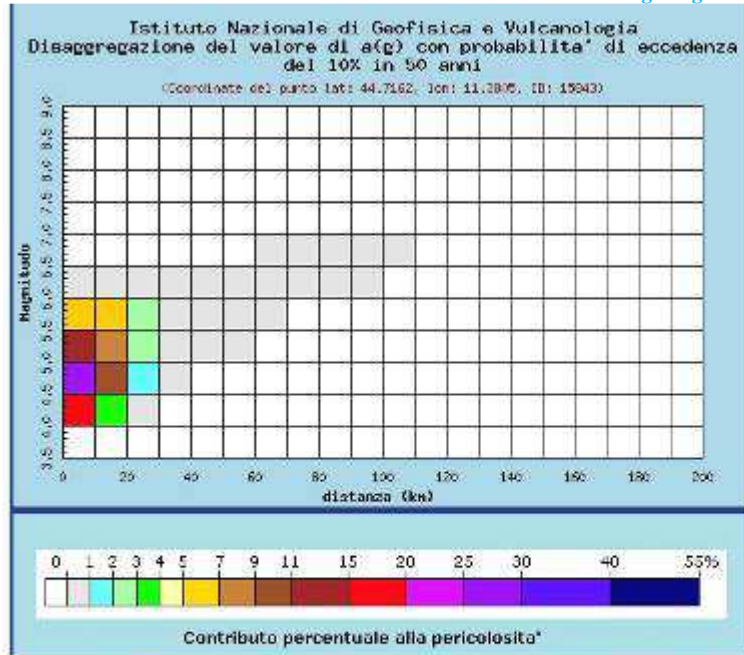 Istituto Nazionale di Geofisica e Vulcanologia
Disaggregazione del valore di a(g) con probabilita' di eccedenza
del 10% in 50 anni
(Coordinate del punto lat: 44.7162, lon: ID:
9.0
8.5
8.0
7.5
7.0
6.5
6.0
5.5
5.0
4.5
4.0
3.5
Magnitudo
0 20 40 60 80 100 120 140 160 180 200
distanza (km)
0 1 2 3 4 5 7 9 11 15 20 25 30 40 55%
Contributo percentuale alla pericolosita'